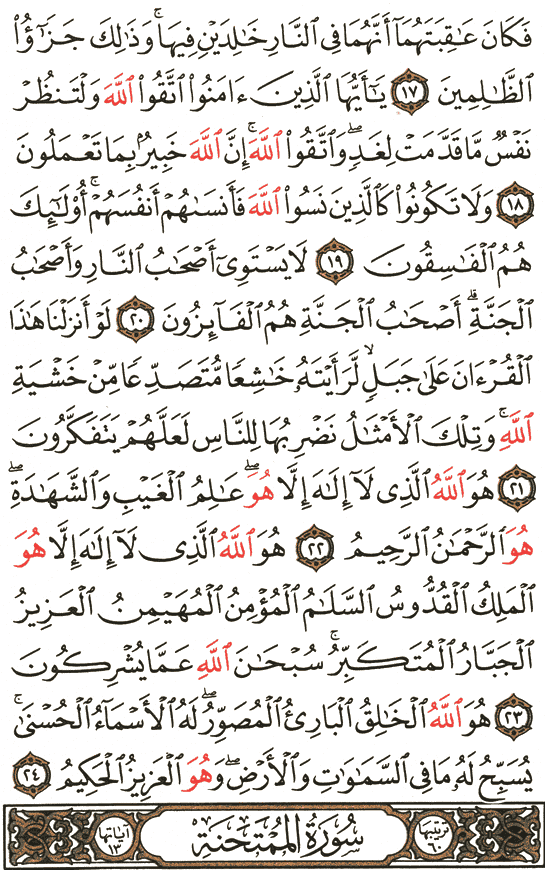 فَكَانَ عَٰقِبَتَهُمَآ أَنَّهُمَا فِي ٱلنَّارِ خَٰلِدَيْنِ فِيهَاۚ وَذَٰلِكَ جَزَٰٓؤُا۟
ٱلظَّٰلِمِينَ ١٧ يَٰٓأَيُّهَا ٱلَّذِينَ ءَامَنُوا۟ ٱتَّقُوا۟ ٱللَّهَ وَلْتَنظُرْ
نَفْسٌ مَّا قَدَّمَتْ لِغَدٍۖ وَٱتَّقُوا۟ ٱللَّهَۚ إِنَّ ٱللَّهَ خَبِيرٌۢ بِمَا تَعْمَلُونَ
١٨ وَلَا تَكُونُوا۟ كَٱلَّذِينَ نَسُوا۟ ٱللَّهَ فَأَنسَىٰهُمْ أَنفُسَهُمْۚ أُو۟لَٰٓئِكَ
هُمُ ٱلْفَٰسِقُونَ ١٩ لَا يَسْتَوِىٓ أَصْحَٰبُ ٱلنَّارِ وَأَصْحَٰبُ
ٱلْجَنَّةِۚ أَصْحَٰبُ ٱلْجَنَّةِ هُمُ ٱلْفَآئِزُونَ ٢٠ لَوْ أَنزَلْنَا هَٰذَا
ٱلْقُرْءَانَ عَلَىٰ جَبَلٍ لَّرَأَيْتَهُۥ خَٰشِعًا مُّتَصَدِّعًا مِّنْ خَشْيَةِ
ٱللَّهِۚ وَتِلْكَ ٱلْأَمْثَٰلُ نَضْرِبُهَا لِلنَّاسِ لَعَلَّهُمْ يَتَفَكَّرُونَ
٢١ هُوَ ٱللَّهُ ٱلَّذِى لَآ إِلَٰهَ إِلَّا هُوَۖ عَٰلِمُ ٱلْغَيْبِ وَٱلشَّهَٰدَةِۖ
هُوَ ٱلرَّحْمَٰنُ ٱلرَّحِيمُ ٢٢ هُوَ ٱللَّهُ ٱلَّذِى لَآ إِلَٰهَ إِلَّا هُوَ
ٱلْمَلِكُ ٱلْقُدُّوسُ ٱلسَّلَٰمُ ٱلْمُؤْمِنُ ٱلْمُهَيْمِنُ ٱلْعَزِيزُ
ٱلْجَبَّارُ ٱلْمُتَكَبِّرُۚ سُبْحَٰنَ ٱللَّهِ عَمَّا يُشْرِكُونَ
٢٣ هُوَ ٱللَّهُ ٱلْخَٰلِقُ ٱلْبَارِئُ ٱلْمُصَوِّرُۖ لَهُ ٱلْأَسْمَآءُ ٱلْحُسْنَىٰۚ
يُسَبِّحُ لَهُۥ مَا فِي ٱلسَّمَٰوَٰتِ وَٱلْأَرْضِۖ وَهُوَ ٱلْعَزِيزُ ٱلْحَكِيمُ ٢٤
ترتيبها ٦٠ سُورَةُ المُمْتَحنَةِ آياتها ١٣